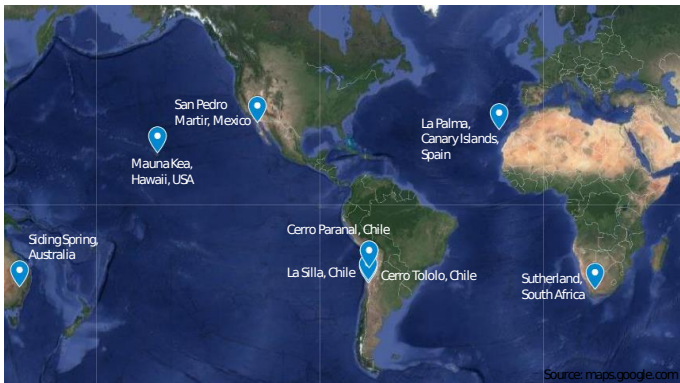 San Pedro
Martir, Mexico
La Palma,
Canary Islands,
Spain
Mauna Kea,
Hawaii, USA
Cerro Paranal, Chile
Siding Spring,
Australia
La Silla, Chile
Cerro Tololo, Chile
Sutherland,
South Africa
Source: maps.google.com